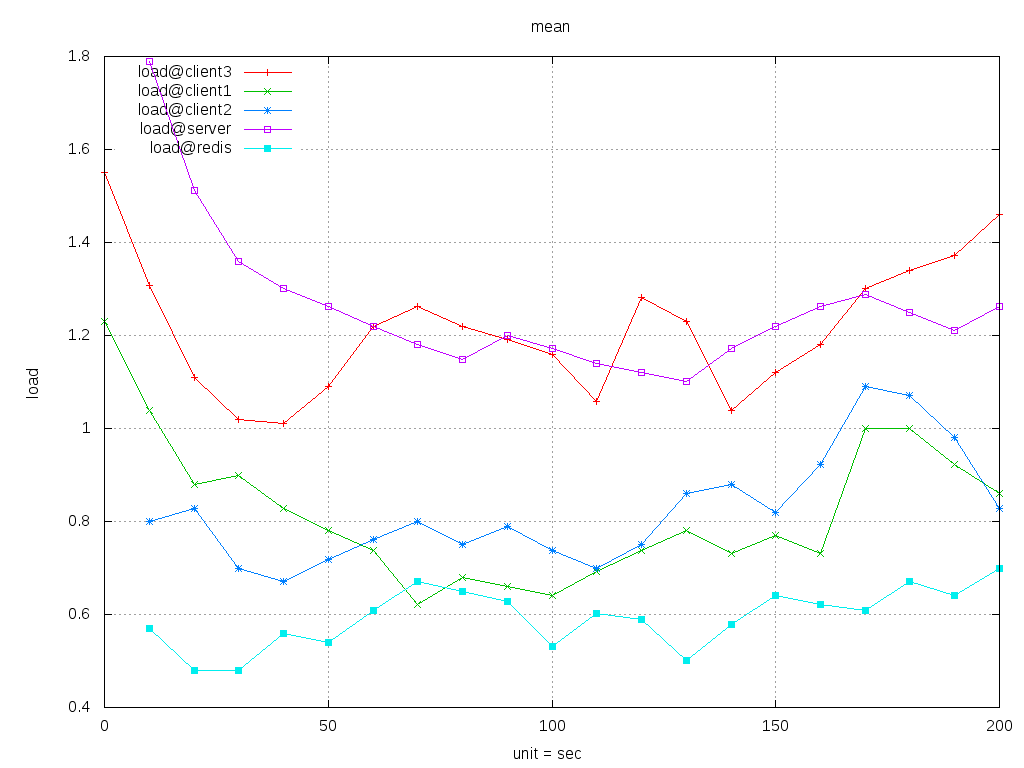 mean
1.8
load@client3
load@client1
load@client2
load@server
load@redis
1.6
1.4
1.2
load
1
0.8
0.6
0.4
0 50 100 150 200
unit = sec